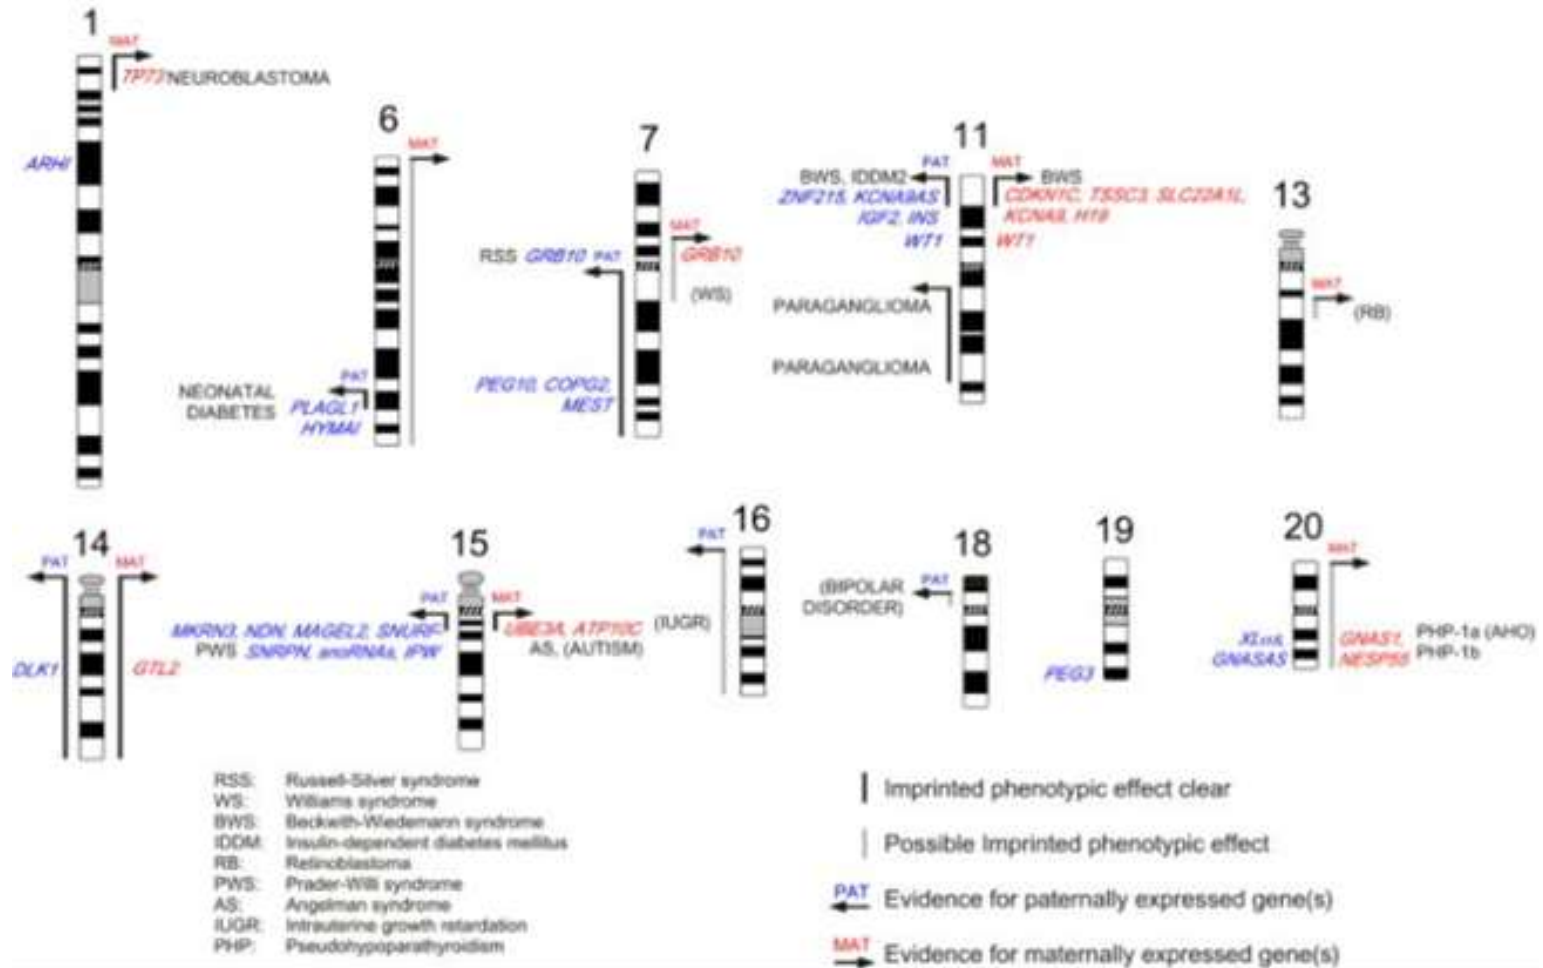 1
MAT
TP73 NEUROBLASTOMA
ARHI
6
MAT
PAT
NEONATAL
DIABETES
PLAGL1
HYMAI
7
MAT
GRB10
(WS)
RSS GRB10 PAT
PEG10, COPG2,
MEST
11
PAT
MAT
BWS, IDDM2
ZNF215, KCNA9AS
IGF2, INS
WT1
BWS
CDKN1C, TSSC3, SLC22A1L,
KCNA9, H19
WT1
PARAGANGLIOMA
PARAGANGLIOMA
13
MAT
(RB)
14
PAT
MAT
DLK1
GTL2
15
PAT
MAT
MKRN3, NDN, MAGEL2, SNURF
PWS SNRPN, snoRNAs, IPW
UBE3A, ATP10C
AS, (AUTISM)
16
PAT
(IUGR)
18
PAT
(BIPOLAR
DISORDER)
19
PEG3
20
MAT
GNASAS
GNAS1,
NESP55
PHP-1a (AHO)
PHP-1b
RSS: Russell-Silver syndrome
WS: Williams syndrome
BWS: Beckwith-Wiedemann syndrome
IDDM: Insulin-dependent diabetes mellitus
RB: Retinoblastoma
PWS: Prader-Willi syndrome
AS: Angelman syndrome
IUGR: Intrauterine growth retardation
PHP: Pseudohypoparathyroidism
Imprinted phenotypic effect clear
Possible Imprinted phenotypic effect
PAT Evidence for paternally expressed gene(s)
MAT Evidence for maternally expressed gene(s)